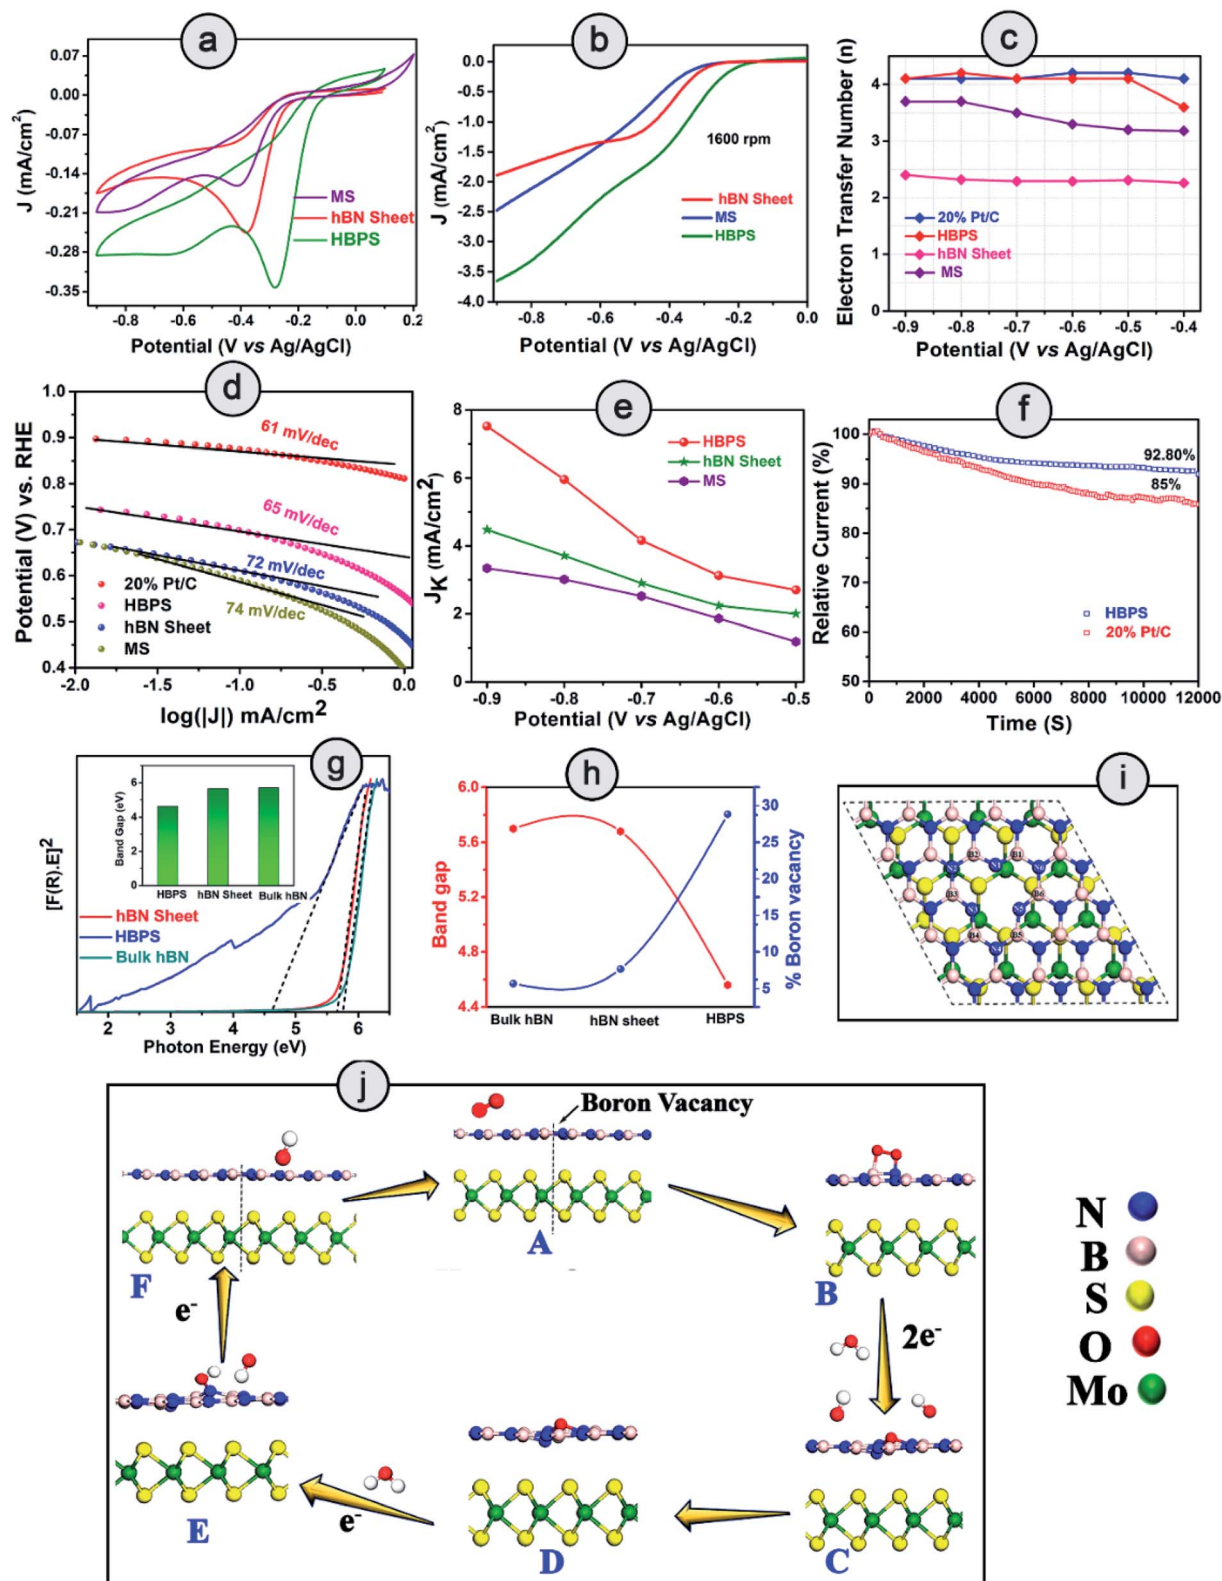 a
0.07
0.00
-0.07
-0.14
-0.21
-0.28
-0.35
J (mA/cm²)
MS
hBN Sheet
HBPS
-0.8 -0.6 -0.4 -0.2 0.0 0.2
Potential (V vs Ag/AgCl)
b
0.0
-0.5
-1.0
-1.5
-2.0
-2.5
-3.0
-3.5
-4.0
J (mA/cm²)
1600 rpm
hBN Sheet
MS
HBPS
-0.8 -0.6 -0.4 -0.2 0.0
Potential (V vs Ag/AgCl)
c
4
3
2
1
0
Electron Transfer Number (n)
20% Pt/C
HBPS
hBN Sheet
MS
-0.9 -0.8 -0.7 -0.6 -0.5 -0.4
Potential (V vs Ag/AgCl)
d
1.0
0.9
0.8
0.7
0.6
0.5
0.4
Potential (V) vs. RHE
61 mV/dec
65 mV/dec
72 mV/dec
74 mV/dec
20% Pt/C
HBPS
hBN Sheet
MS
-2.0 -1.5 -1.0 -0.5 0.0
log(|J|) mA/cm²
e
8
6
4
2
0
J_K (mA/cm²)
HBPS
hBN Sheet
MS
-0.9 -0.8 -0.7 -0.6 -0.5
Potential (V vs Ag/AgCl)
f
100
90
80
70
60
50
Relative Current (%)
92.80%
85%
HBPS
20% Pt/C
0 2000 4000 6000 8000 10000 12000
Time (S)
g
[F(R).E]²
6
4
2
0
Band Gap (eV)
HBPS hBN Sheet Bulk hBN
hBN Sheet
HBPS
Bulk hBN
2 3 4 5 6
Photon Energy (eV)
h
6.0
5.6
5.2
4.8
4.4
Band gap
30
25
20
15
10
5
% Boron vacancy
Bulk hBN hBN sheet HBPS
i
B2 B1
B3 B6
B4 B5
j
Boron Vacancy
A
B
2e⁻
C
D
e⁻
E
e⁻
F
N
B
S
O
Mo